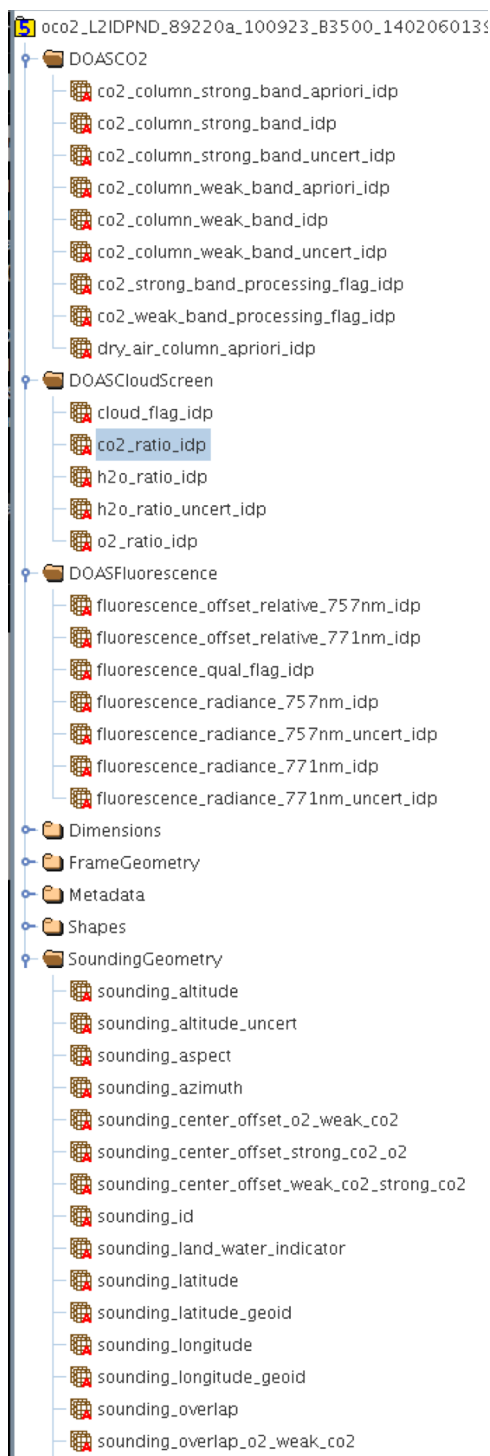 5 oco2_L2IDPND_89220a_100923_B3500_1402060139
DOASCO2
co2_column_strong_band_apriori_idp
co2_column_strong_band_idp
co2_column_strong_band_uncert_idp
co2_column_weak_band_apriori_idp
co2_column_weak_band_idp
co2_column_weak_band_uncert_idp
co2_strong_band_processing_flag_idp
co2_weak_band_processing_flag_idp
dry_air_column_apriori_idp
DOASCloudScreen
cloud_flag_idp
co2_ratio_idp
h2o_ratio_idp
h2o_ratio_uncert_idp
o2_ratio_idp
DOASFluorescence
fluorescence_offset_relative_757nm_idp
fluorescence_offset_relative_771nm_idp
fluorescence_qual_flag_idp
fluorescence_radiance_757nm_idp
fluorescence_radiance_757nm_uncert_idp
fluorescence_radiance_771nm_idp
fluorescence_radiance_771nm_uncert_idp
Dimensions
FrameGeometry
Metadata
Shapes
SoundingGeometry
sounding_altitude
sounding_altitude_uncert
sounding_aspect
sounding_azimuth
sounding_center_offset_o2_weak_co2
sounding_center_offset_strong_co2_o2
sounding_center_offset_weak_co2_strong_co2
sounding_id
sounding_land_water_indicator
sounding_latitude
sounding_latitude_geoid
sounding_longitude
sounding_longitude_geoid
sounding_overlap
sounding_overlap_o2_weak_co2